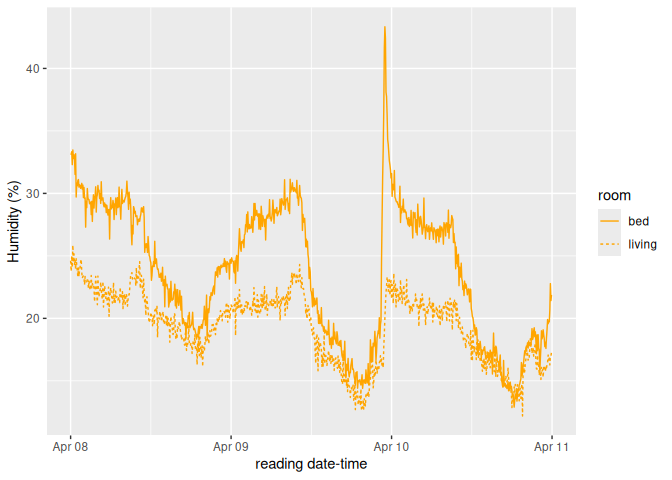 Humidity (%)
40
30
20
Apr 08
Apr 09
Apr 10
Apr 11
reading date-time
room
bed
living